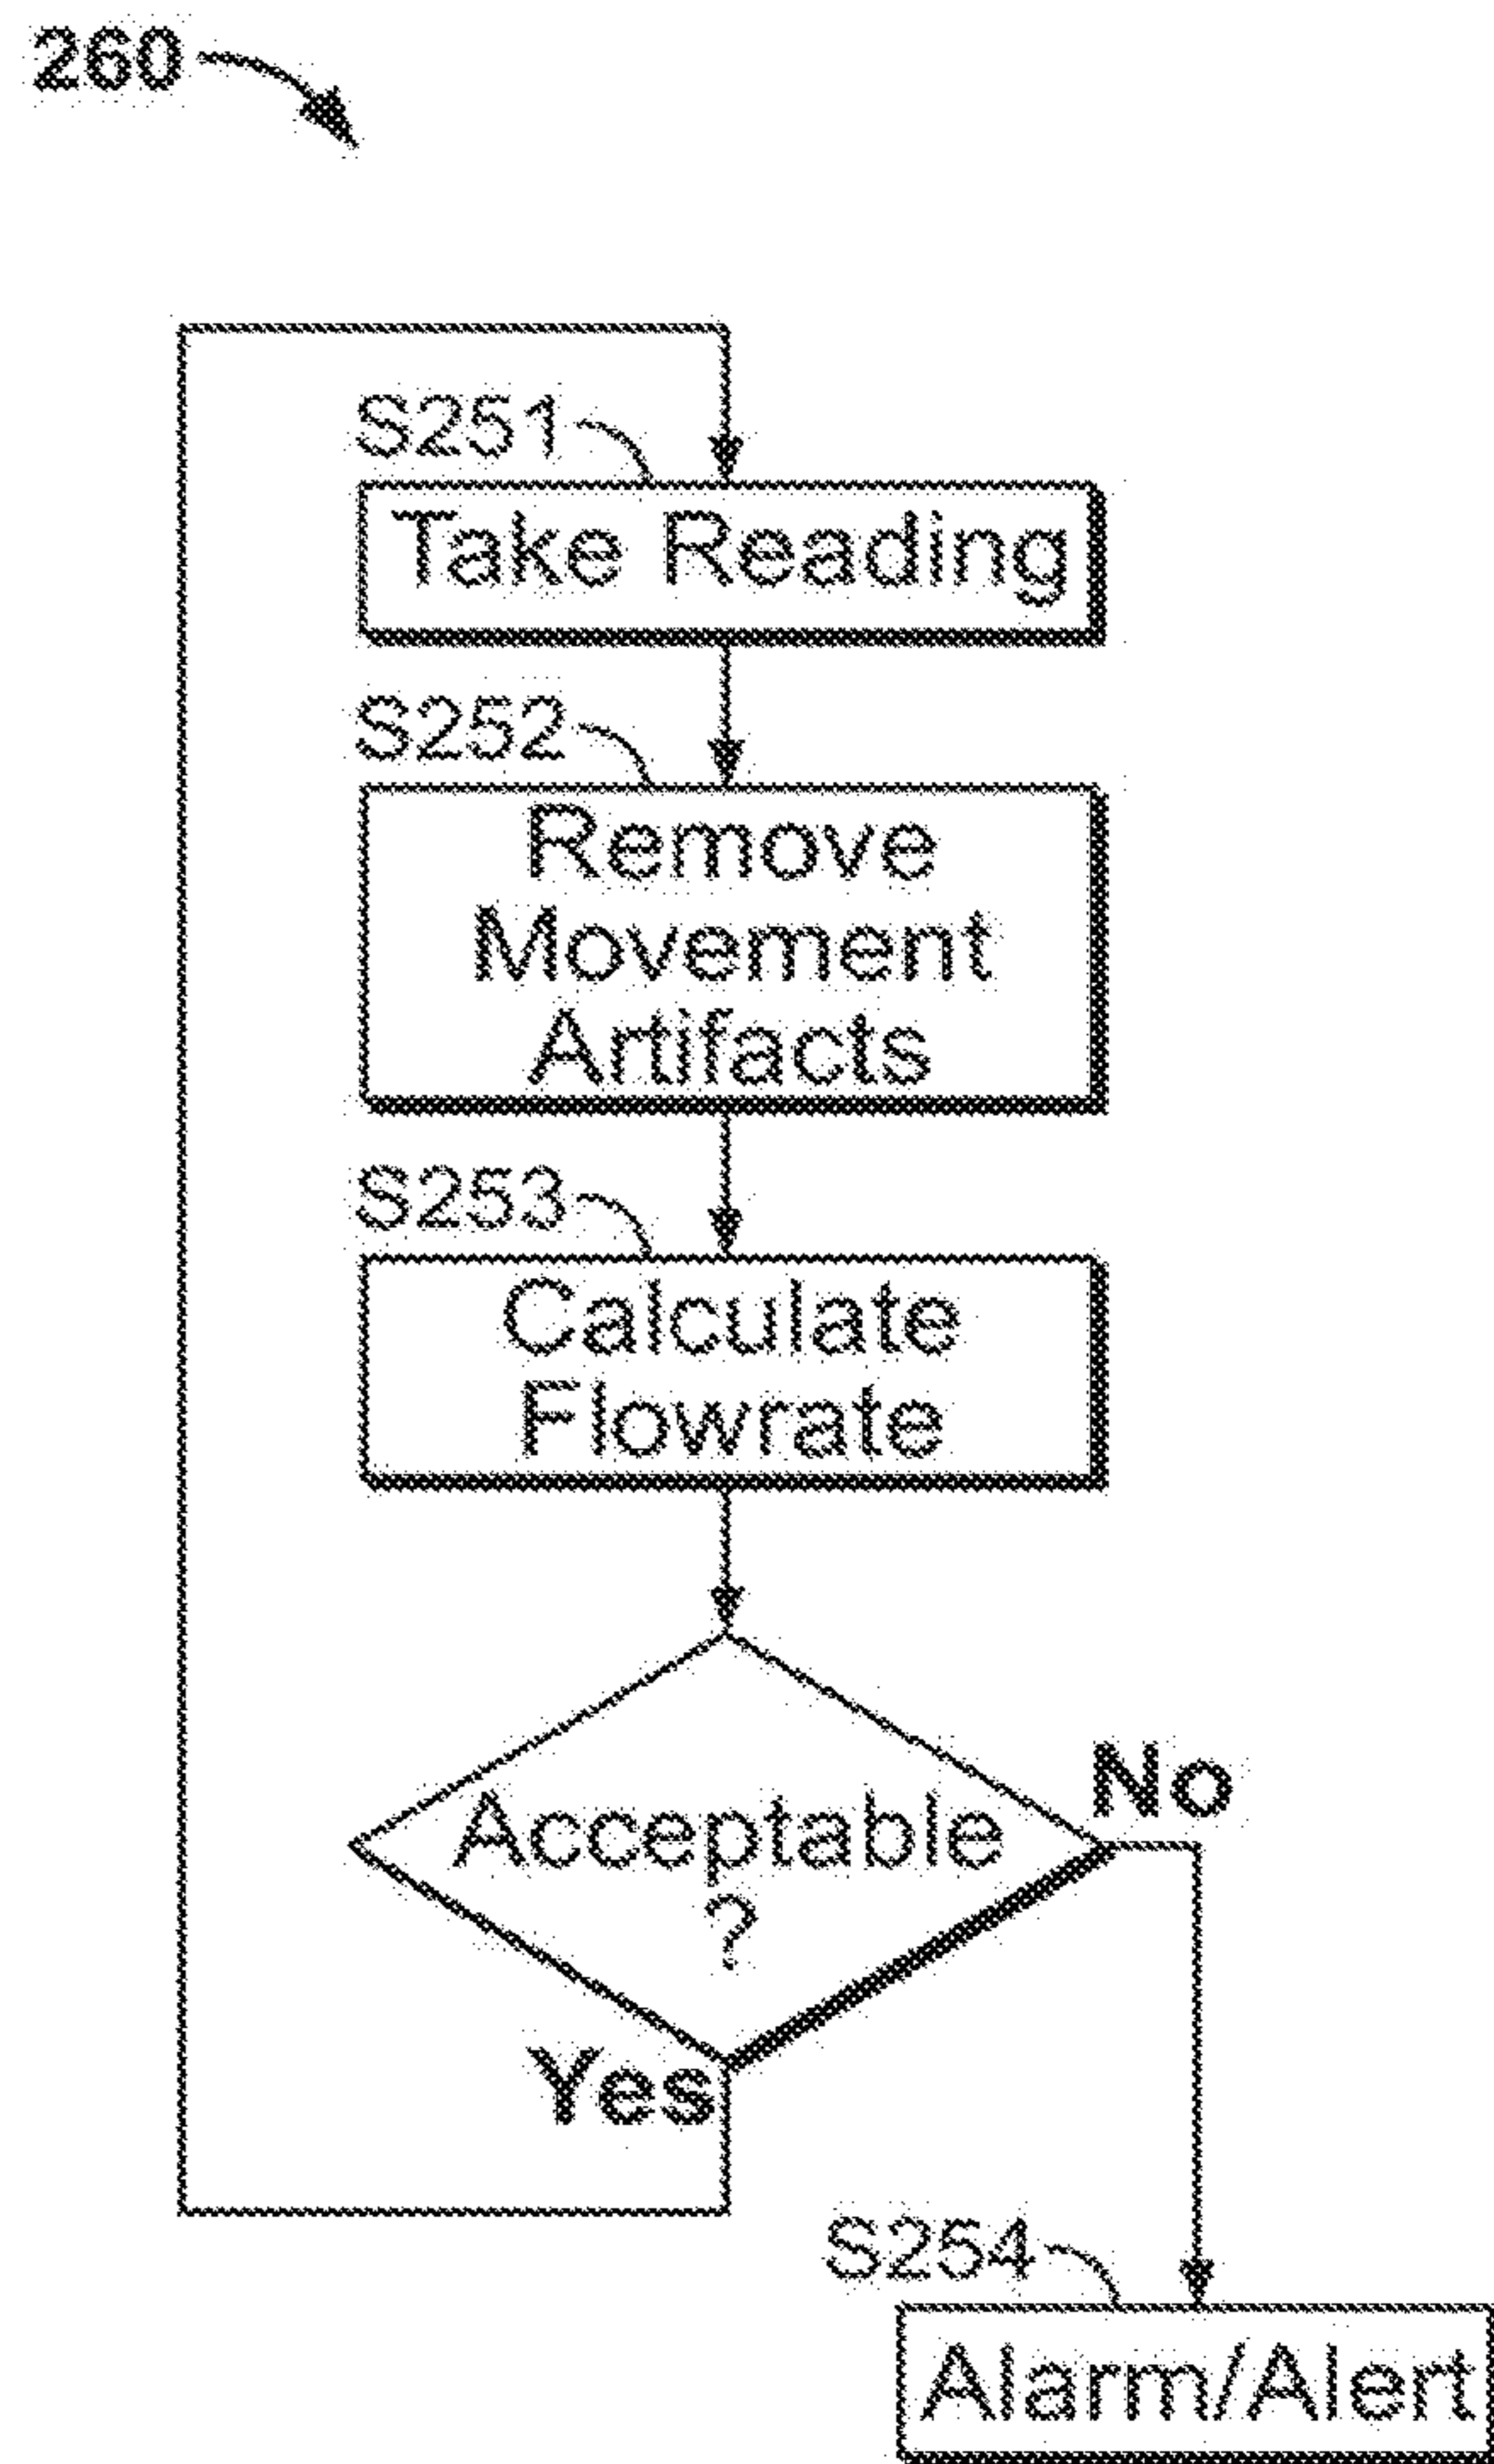 260
S251
Take Reading
S252
Remove
Movement
Artifacts
S253
Calculate
Flowrate
No
Acceptable
?
Yes
S254
Alarm/Alert